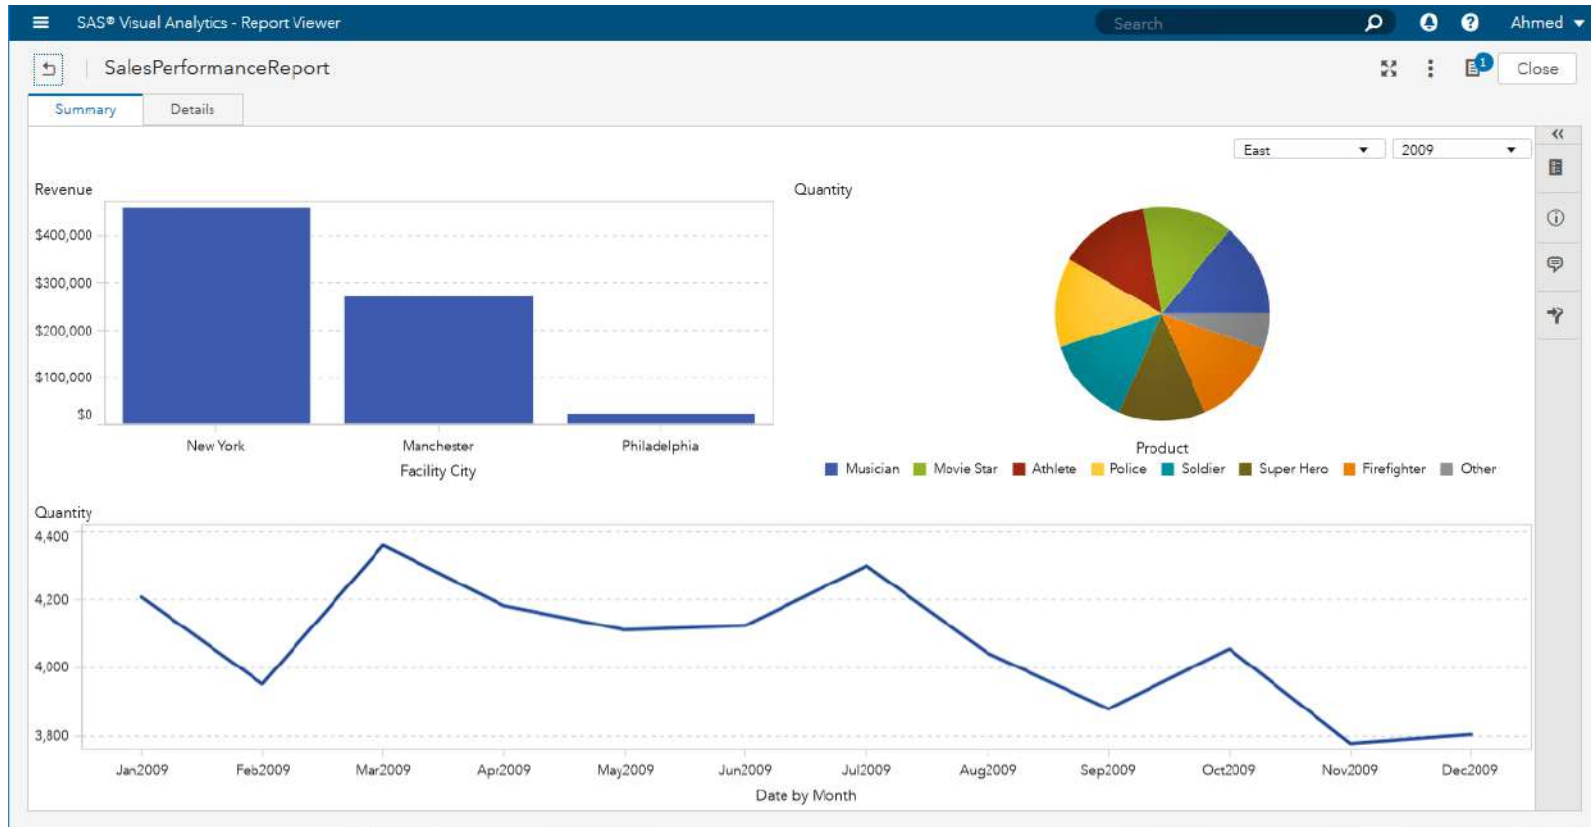 SAS® Visual Analytics - Report Viewer
Search
Ahmed
SalesPerformanceReport
1
Close
Summary
Details
East
2009
Revenue
$400,000
$300,000
$200,000
$100,000
$0
New York
Manchester
Philadelphia
Facility City
Quantity
Product
Musician
Movie Star
Athlete
Police
Soldier
Super Hero
Firefighter
Other
Quantity
4,400
4,200
4,000
3,800
Jan2009
Feb2009
Mar2009
Apr2009
May2009
Jun2009
Jul2009
Aug2009
Sep2009
Oct2009
Nov2009
Dec2009
Date by Month